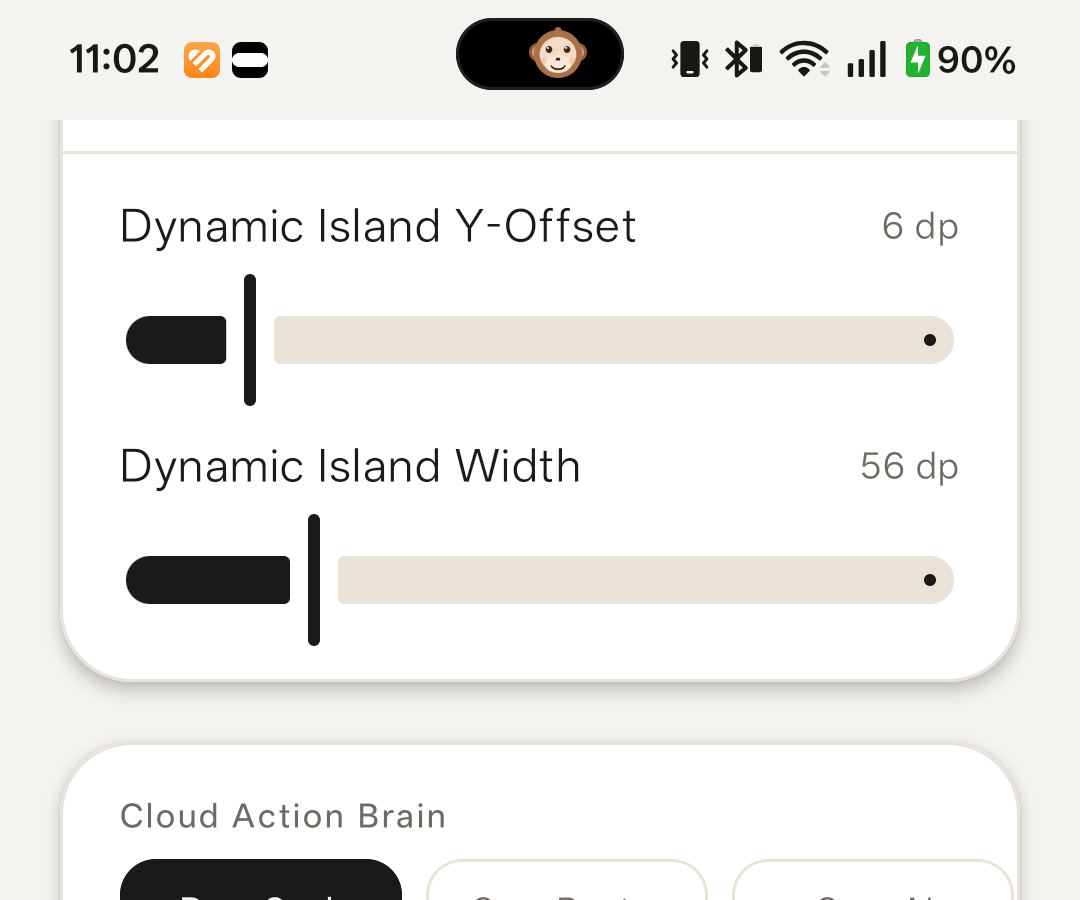 11:02
90%
Dynamic Island Y-Offset
6 dp
Dynamic Island Width
56 dp
Cloud Action Brain